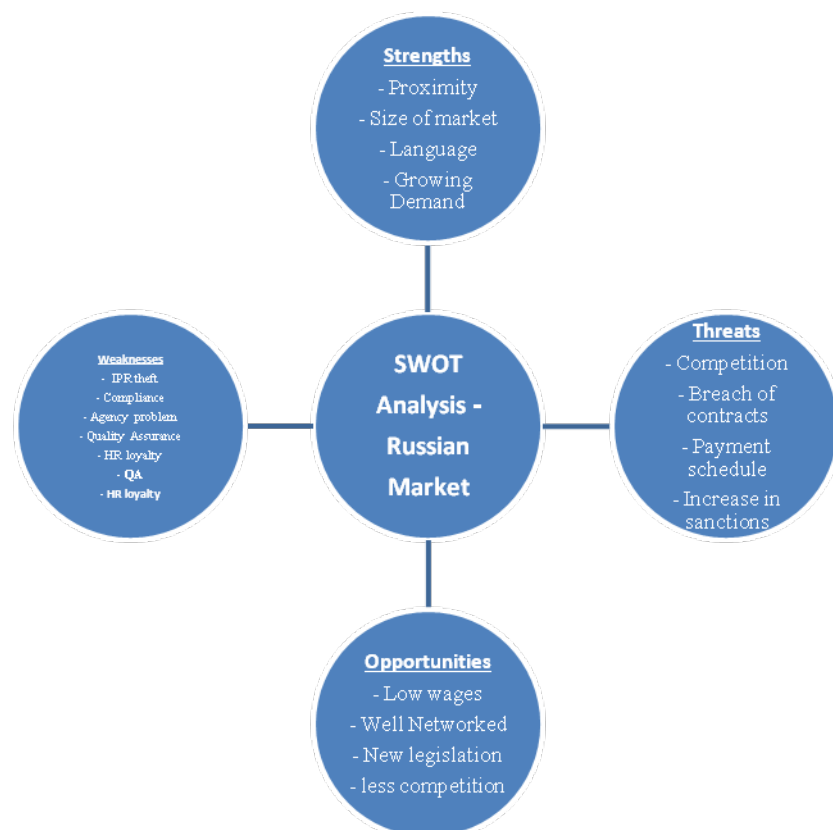 Strengths
- Proximity
- Size of market
- Language
- Growing
Demand
Weaknesses
- IPR theft
- Compliance
- Agency problem
- Quality Assurance
- HR loyalty
- QA
- HR loyalty
SWOT
Analysis -
Russian
Market
Threats
- Competition
- Breach of
contracts
- Payment
schedule
- Increase in
sanctions
Opportunities
- Low wages
- Well Networked
- New legislation
- less competition